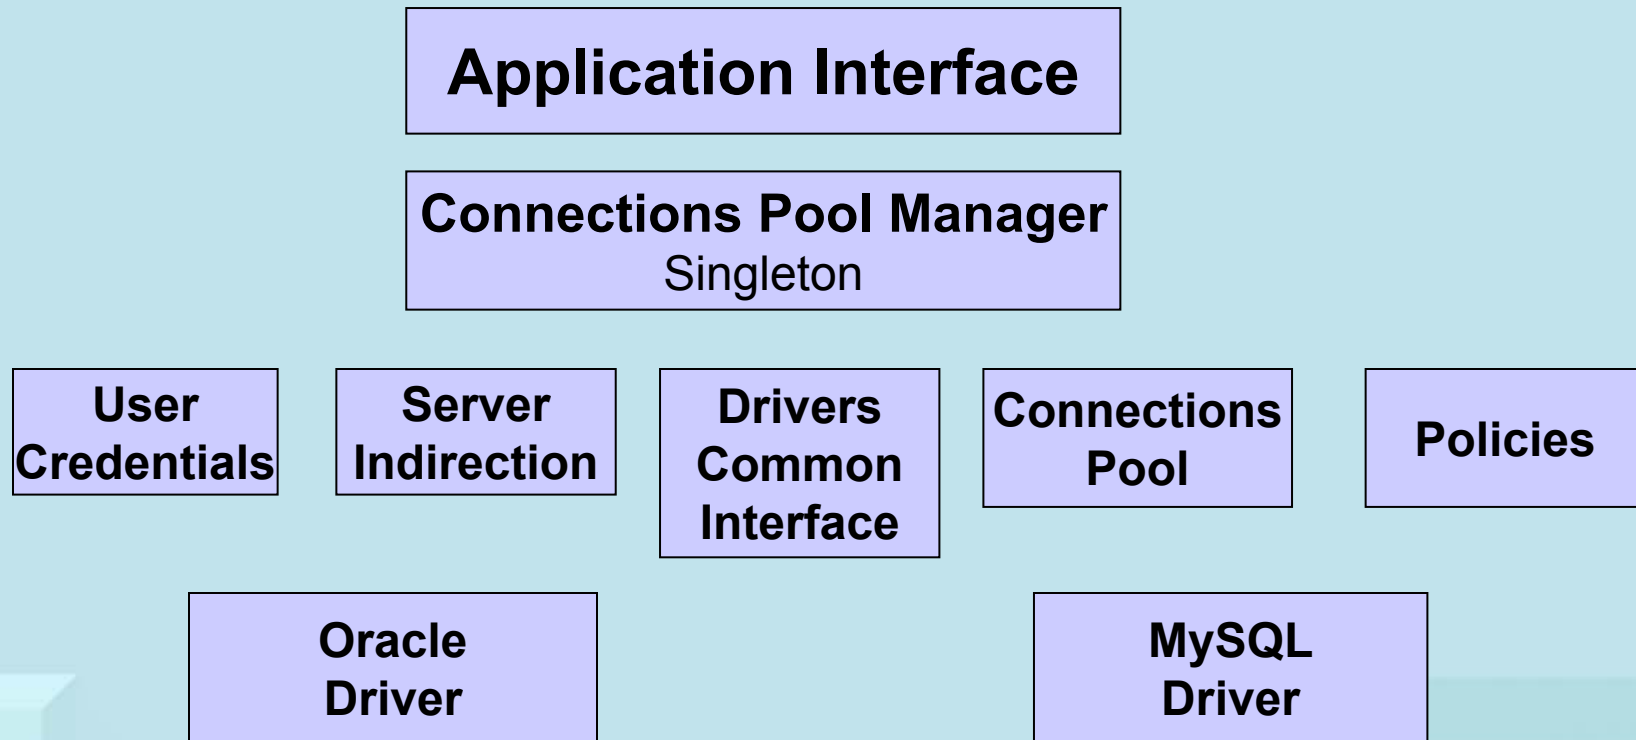 Application Interface
Connections Pool Manager
Singleton
User
Credentials
Server
Indirection
Drivers
Common
Interface
Connections
Pool
Policies
Oracle
Driver
MySQL
Driver